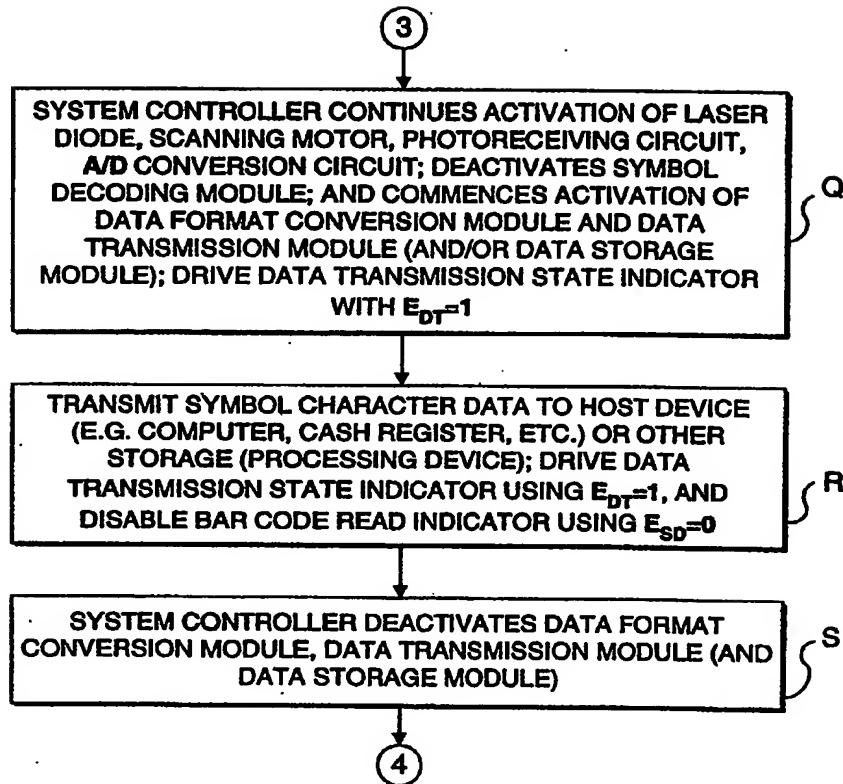 3
SYSTEM CONTROLLER CONTINUES ACTIVATION OF LASER
DIODE, SCANNING MOTOR, PHOTORECEIVING CIRCUIT,
A/D CONVERSION CIRCUIT; DEACTIVATES SYMBOL
DECODING MODULE; AND COMMENCES ACTIVATION OF
DATA FORMAT CONVERSION MODULE AND DATA
TRANSMISSION MODULE (AND/OR DATA STORAGE
MODULE); DRIVE DATA TRANSMISSION STATE INDICATOR
WITH E_DT=1
Q
TRANSMIT SYMBOL CHARACTER DATA TO HOST DEVICE
(E.G. COMPUTER, CASH REGISTER, ETC.) OR OTHER
STORAGE (PROCESSING DEVICE); DRIVE DATA
TRANSMISSION STATE INDICATOR USING E_DT=1, AND
DISABLE BAR CODE READ INDICATOR USING E_SD=0
R
SYSTEM CONTROLLER DEACTIVATES DATA FORMAT
CONVERSION MODULE, DATA TRANSMISSION MODULE (AND
DATA STORAGE MODULE)
S
4